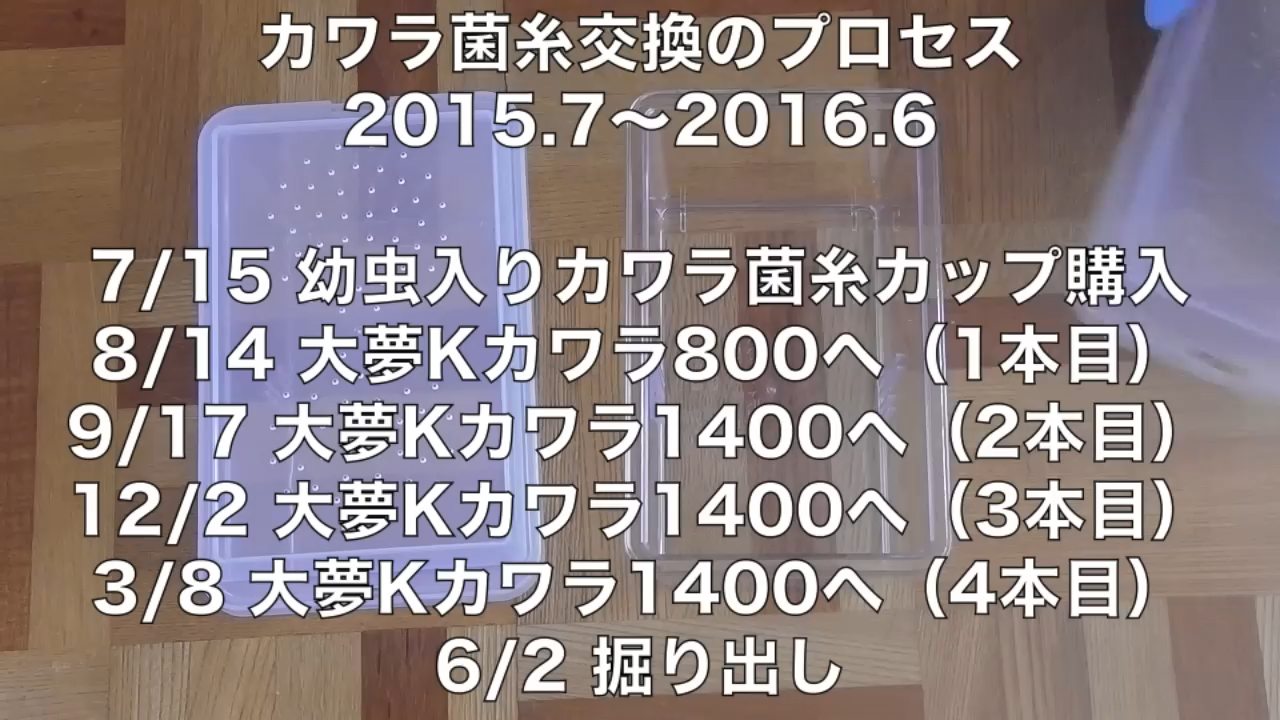 カワラ菌糸交換のプロセス
2015.7〜2016.6
7/15 幼虫入りカワラ菌糸カップ購入
8/14 大夢Kカワラ800へ（1本目）
9/17 大夢Kカワラ1400へ（2本目）
12/2 大夢Kカワラ1400へ（3本目）
3/8 大夢Kカワラ1400へ（4本目）
6/2 掘り出し